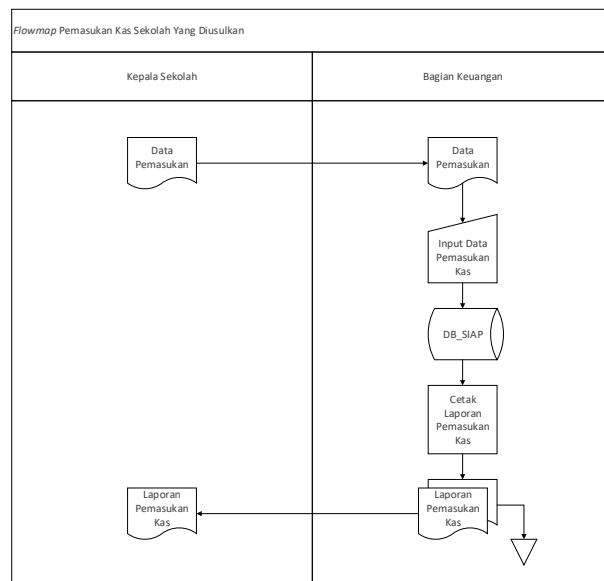 Flowmap Pemasukan Kas Sekolah Yang Diusulkan
Kepala Sekolah
Bagian Keuangan
Data
Pemasukan
Data
Pemasukan
Input Data
Pemasukan
Kas
DB_SIAP
Cetak
Laporan
Pemasukan
Kas
Laporan
Pemasukan
Kas
Laporan
Pemasukan
Kas